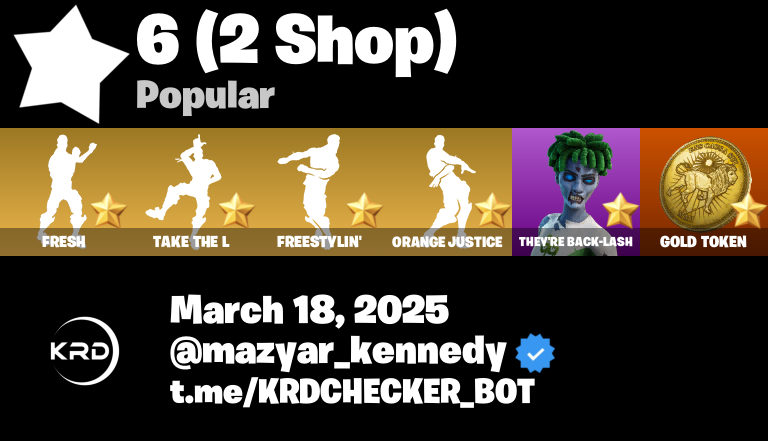 6 (2 Shop)
Popular
FRESH
TAKE THE L
FREESTYLIN'
ORANGE JUSTICE
THEY'RE BACK-LASH
GOLD TOKEN
KRD
March 18, 2025
@mazyar_kennedy
t.me/KRDCHECKER_BOT